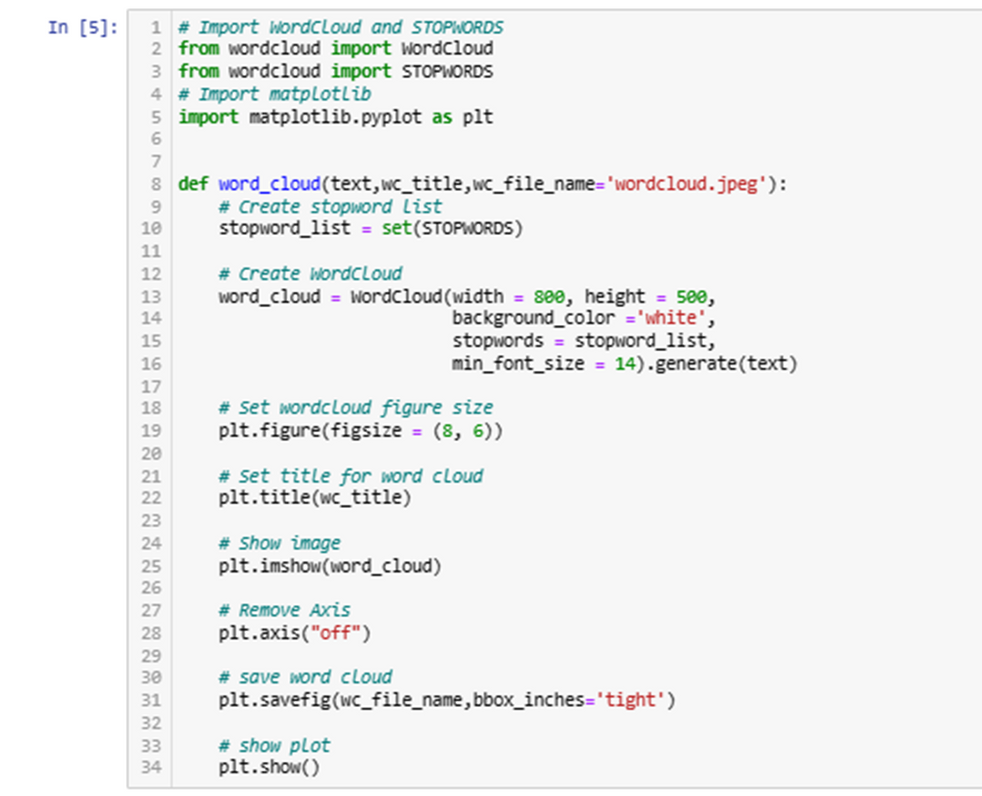 In [5]:
1 # Import WordCloud and STOPWORDS
2 from wordcloud import WordCloud
3 from wordcloud import STOPWORDS
4 # Import matplotlib
5 import matplotlib.pyplot as plt
6
7
8 def word_cloud(text,wc_title,wc_file_name='wordcloud.jpeg'):
9     # Create stopword list
10     stopword_list = set(STOPWORDS)
11
12     # Create WordCloud
13     word_cloud = WordCloud(width = 800, height = 500,
14                            background_color ='white',
15                            stopwords = stopword_list,
16                            min_font_size = 14).generate(text)
17
18     # Set wordcloud figure size
19     plt.figure(figsize = (8, 6))
20
21     # Set title for word cloud
22     plt.title(wc_title)
23
24     # Show image
25     plt.imshow(word_cloud)
26
27     # Remove Axis
28     plt.axis("off")
29
30     # save word cloud
31     plt.savefig(wc_file_name,bbox_inches='tight')
32
33     # show plot
34     plt.show()